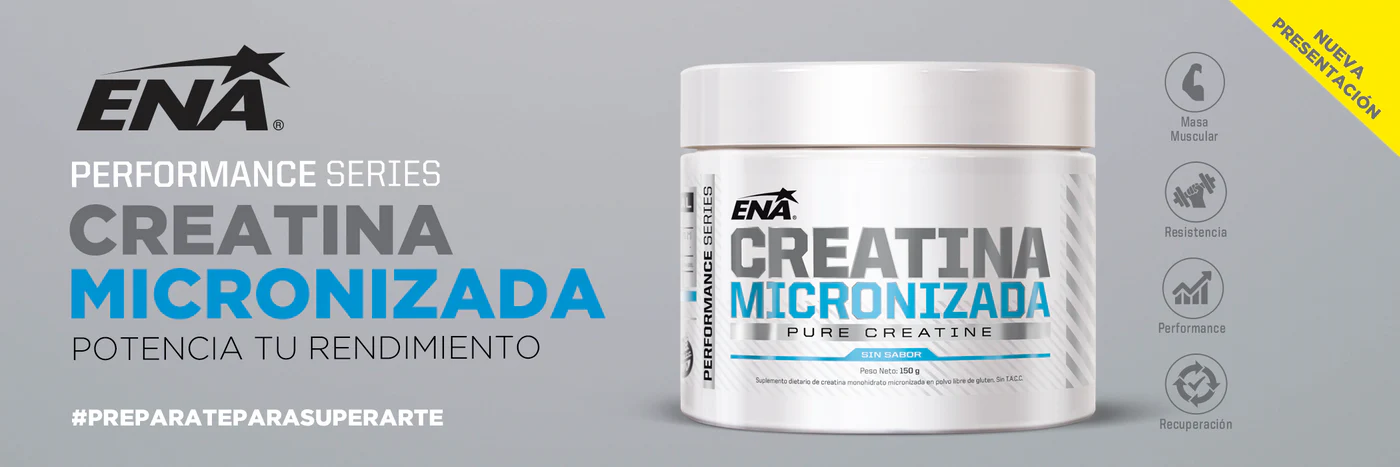 ENA®
PERFORMANCE SERIES
CREATINA
MICRONIZADA
POTENCIA TU RENDIMIENTO
#PREPARATEPARASUPERARTE
PERFORMANCE SERIES
ENA®
CREATINA
MICRONIZADA
PURE CREATINE
SIN SABOR
Peso Neto: 150 g
Suplemento dietario de creatina monohidrato micronizada en polvo libre de gluten. Sin T.A.C.C.
Masa
Muscular
Resistencia
Performance
Recuperación
NUEVA
PRESENTACIÓN